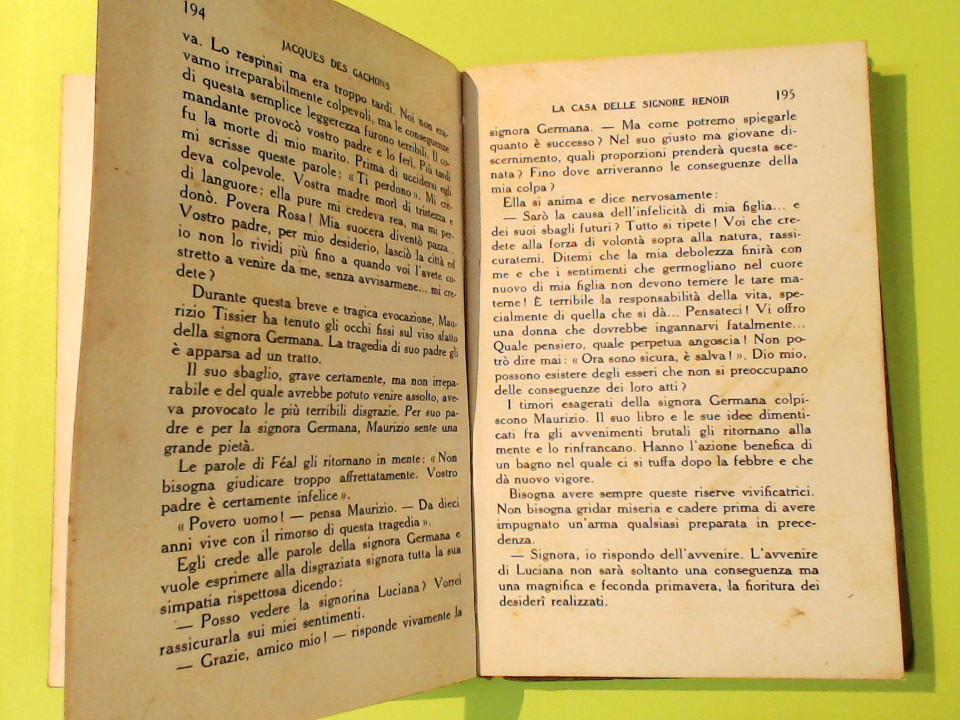 194
JACQUES DES GACHONS
va. Lo respinsi ma era troppo tardi. Noi non era-
vamo irreparabilmente colpevoli, ma le conseguenze
di questa semplice leggerezza furono terribili. Il co-
mandante provocò vostro padre e lo ferì. Più tardi
fu la morte di mio marito. Prima di uccidersi egli
mi scrisse queste parole: « Ti perdono ». Mi cre-
deva colpevole. Vostra madre morì di tristezza e
di languore; ella pure mi credeva rea, ma mi per-
donò. Povera Rosa! Mia suocera diventò pazza...
Vostro padre, per mio desiderio, lasciò la città ed
io non lo rividi più fino a quando voi l'avete co-
stretto a venire da me, senza avvisarmene... mi cre-
dete?
Durante questa breve e tragica evocazione, Mau-
rizio Tissier ha tenuto gli occhi fissi sul viso sfatto
della signora Germana. La tragedia di suo padre gli
è apparsa ad un tratto.
Il suo sbaglio, grave certamente, ma non irrepa-
rabile e del quale avrebbe potuto venire assolto, ave-
va provocato le più terribili disgrazie. Per suo pa-
dre e per la signora Germana, Maurizio sente una
grande pietà.
Le parole di Féal gli ritornano in mente: « Non
bisogna giudicare troppo affrettatamente. Vostro
padre è certamente infelice ».
« Povero uomo! — pensa Maurizio. — Da dieci
anni vive con il rimorso di questa tragedia ».
Egli crede alle parole della signora Germana e
vuole esprimere alla disgraziata signora tutta la sua
simpatia rispettosa dicendo:
— Posso vedere la signorina Luciana? Vorrei
rassicurarla sui miei sentimenti.
— Grazie, amico mio! — risponde vivamente la
LA CASA DELLE SIGNORE RENOIR
195
signora Germana. — Ma come potremo spiegarle
quanto è successo? Nel suo giusto ma giovane di-
scernimento, quali proporzioni prenderà questa sce-
nata? Fino dove arriveranno le conseguenze della
mia colpa?
Ella si anima e dice nervosamente:
— Sarò la causa dell'infelicità di mia figlia... e
dei suoi sbagli futuri? Tutto si ripete! Voi che cre-
dete alla forza di volontà sopra alla natura, rassi-
curatemi. Ditemi che la mia debolezza finirà con
me e che i sentimenti che germogliano nel cuore
nuovo di mia figlia non devono temere le tare ma-
terne! È terribile la responsabilità della vita, spe-
cialmente di quella che si dà... Pensateci! Vi offro
una donna che dovrebbe ingannarvi fatalmente...
Quale pensiero, quale perpetua angoscia! Non po-
trò dire mai: « Ora sono sicura, è salva! ». Dio mio,
possono esistere degli esseri che non si preoccupano
delle conseguenze dei loro atti?
I timori esagerati della signora Germana colpi-
scono Maurizio. Il suo libro e le sue idee dimenti-
cati fra gli avvenimenti brutali gli ritornano alla
mente e lo rinfrancano. Hanno l'azione benefica di
un bagno nel quale ci si tuffa dopo la febbre e che
dà nuovo vigore.
Bisogna avere sempre queste riserve vivificatrici.
Non bisogna gridar miseria e cadere prima di avere
impugnato un'arma qualsiasi preparata in prece-
denza.
— Signora, io rispondo dell'avvenire. L'avvenire
di Luciana non sarà soltanto una conseguenza ma
una magnifica e feconda primavera, la fioritura dei
desiderî realizzati.